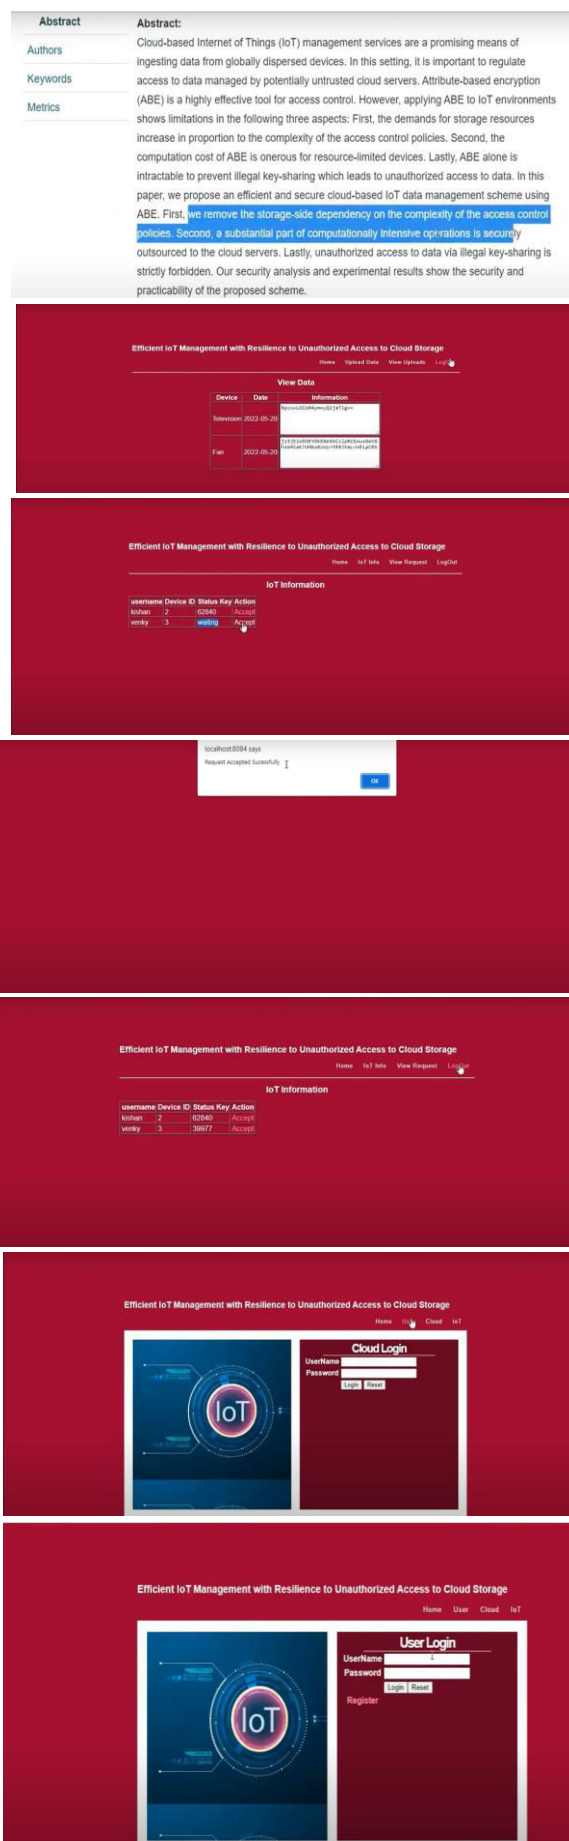 Abstract
Authors
Keywords
Metrics
Abstract:
Cloud-based Internet of Things (IoT) management services are a promising means of
ingesting data from globally dispersed devices. In this setting, it is important to regulate
access to data managed by potentially untrusted cloud servers. Attribute-based encryption
(ABE) is a highly effective tool for access control. However, applying ABE to IoT environments
shows limitations in the following three aspects: First, the demands for storage resources
increase in proportion to the complexity of the access control policies. Second, the
computation cost of ABE is onerous for resource-limited devices. Lastly, ABE alone is
intractable to prevent illegal key-sharing which leads to unauthorized access to data. In this
paper, we propose an efficient and secure cloud-based IoT data management scheme using
ABE. First, we remove the storage-side dependency on the complexity of the access control
policies. Second, a substantial part of computationally intensive operations is securely
outsourced to the cloud servers. Lastly, unauthorized access to data via illegal key-sharing is
strictly forbidden. Our security analysis and experimental results show the security and
practicability of the proposed scheme.
Efficient IoT Management with Resilience to Unauthorized Access to Cloud Storage
Home Upload Data View Uploads LogOut
View Data
Device Date Information
Television 2022-05-20
Fan 2022-05-20
Efficient IoT Management with Resilience to Unauthorized Access to Cloud Storage
Home IoT Info View Request LogOut
IoT Information
username Device ID Status Key Action
kishan 2 62840 Accept
venky 3 waiting Accept
localhost:8084 says
Request Accepted Sucessfully
OK
Efficient IoT Management with Resilience to Unauthorized Access to Cloud Storage
Home IoT Info View Request LogOut
IoT Information
username Device ID Status Key Action
kishan 2 62840 Accept
venky 3 39977 Accept
Efficient IoT Management with Resilience to Unauthorized Access to Cloud Storage
Home User Cloud IoT
IoT
Cloud Login
UserName
Password
Login Reset
Efficient IoT Management with Resilience to Unauthorized Access to Cloud Storage
Home User Cloud IoT
IoT
User Login
UserName
Password
Login Reset
Register